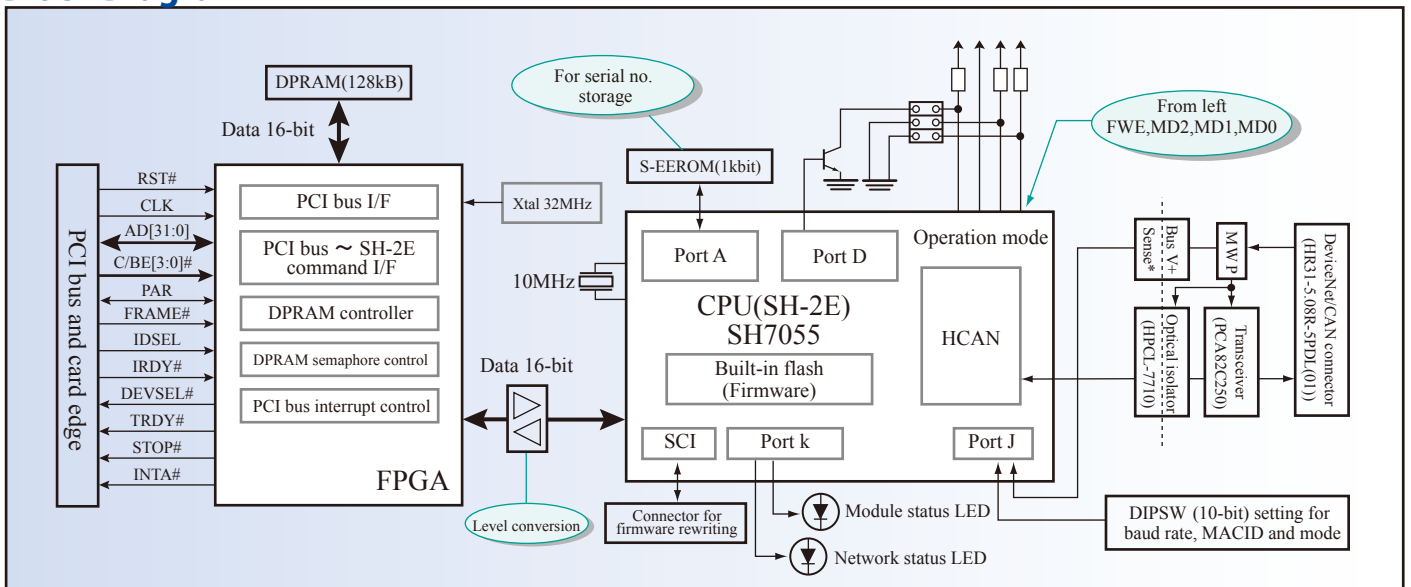 DPRAM(128kB)
Data 16-bit
For serial no.
storage
From left
FWE,MD2,MD1,MD0
S-EEROM(1kbit)
PCI bus and card edge
RST#
CLK
AD[31:0]
C/BE[3:0]#
PAR
FRAME#
IDSEL
IRDY#
DEVSEL#
TRDY#
STOP#
INTA#
PCI bus I/F
PCI bus ～ SH-2E
command I/F
DPRAM controller
DPRAM semaphore control
PCI bus interrupt control
FPGA
Xtal 32MHz
10MHz
Data 16-bit
Level conversion
Port A
Port D
Operation mode
CPU(SH-2E)
SH7055
HCAN
Built-in flash
(Firmware)
SCI
Port k
Port J
Connector for
firmware rewriting
Module status LED
Network status LED
Bus V+
Sense*
MWP
Optical isolator
(HPCL-7710)
Transceiver
(PCA82C250)
DeviceNet/CAN connector
(HR31-5.08R-5PDL(01))
DIPSW (10-bit) setting for
baud rate, MACID and mode